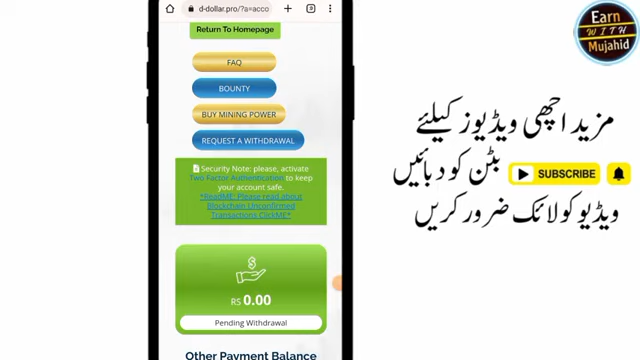 d-dollar.pro/?a=acco
Return To Homepage
FAQ
BOUNTY
BUY MINING POWER
REQUEST A WITHDRAWAL
Security Note: please, activate
Two Factor Authentication to keep
your account safe.
*ReadME: Please read about
Blockchain Unconfirmed
Transactions ClickME*
RS 0.00
Pending Withdrawal
Other Payment Balance
Earn
WITH
Mujahid
مزید اچھی ویڈیوز کیلئے
بٹن کو دبائیں SUBSCRIBE
ویڈیو کو لائک ضرور کریں